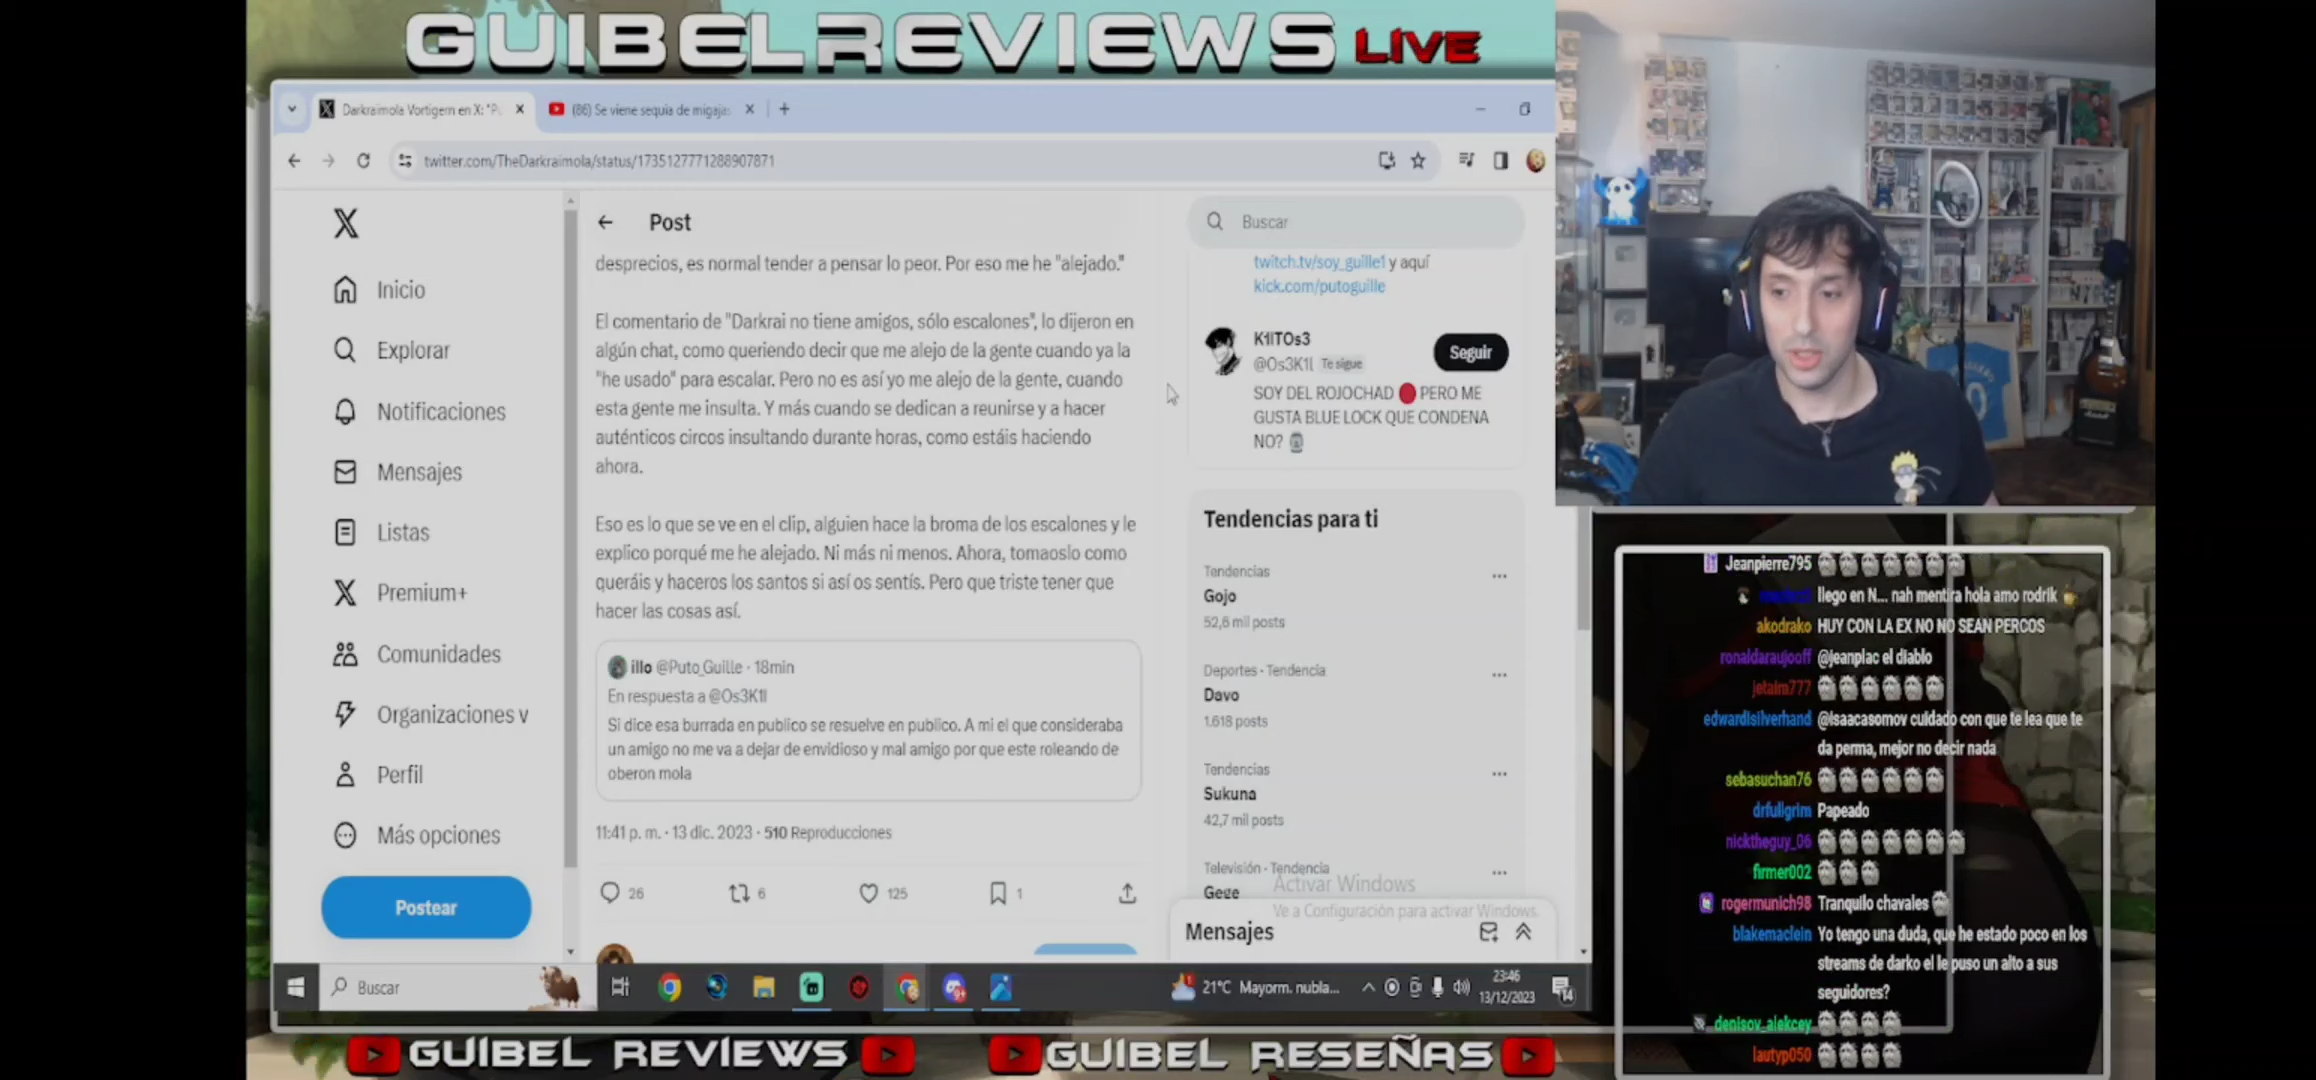 GUIBELREVIEWS LIVE
Darkraimola Vortigern en X: "P
(86) Se viene sequia de migajas
twitter.com/TheDarkraimola/status/1735127771288907871
Inicio
Explorar
Notificaciones
Mensajes
Listas
Premium+
Comunidades
Organizaciones v
Perfil
Más opciones
Postear
Post
desprecios, es normal tender a pensar lo peor. Por eso me he "alejado."
El comentario de "Darkrai no tiene amigos, sólo escalones", lo dijeron en
algún chat, como queriendo decir que me alejo de la gente cuando ya la
"he usado" para escalar. Pero no es así yo me alejo de la gente, cuando
esta gente me insulta. Y más cuando se dedican a reunirse y a hacer
auténticos circos insultando durante horas, como estáis haciendo
ahora.
Eso es lo que se ve en el clip, alguien hace la broma de los escalones y le
explico porqué me he alejado. Ni más ni menos. Ahora, tomaoslo como
queráis y haceros los santos si así os sentís. Pero que triste tener que
hacer las cosas así.
illo @Puto_Guille · 18min
En respuesta a @Os3K1l
Si dice esa burrada en publico se resuelve en publico. A mi el que consideraba
un amigo no me va a dejar de envidioso y mal amigo por que este roleando de
oberon mola
11:41 p. m. · 13 dic. 2023 · 510 Reproducciones
26
6
125
1
Buscar
twitch.tv/soy_guille1 y aquí
kick.com/putoguille
K1lTOs3
@Os3K1l Te sigue
Seguir
SOY DEL ROJOCHAD PERO ME
GUSTA BLUE LOCK QUE CONDENA
NO?
Tendencias para ti
Tendencias
Gojo
52,6 mil posts
Deportes · Tendencia
Davo
1.618 posts
Tendencias
Sukuna
42,7 mil posts
Televisión · Tendencia
Gege
Activar Windows
Ve a Configuración para activar Windows.
Mensajes
Buscar
21°C Mayorm. nubla...
23:46
13/12/2023
14
Jeanpierre795
llego en N... nah mentira hola amo rodrik
akodrako HUY CON LA EX NO NO SEAN PERCOS
ronaldaraujooff @jeanplac el diablo
jetaim777
edwardlsilverhand @isaacasomov cuidado con que te lea que te
da perma, mejor no decir nada
sebasuchan76
drfullgrim Papeado
nicktheguy_06
firmer002
rogermunich98 Tranquilo chavales
blakemaclein Yo tengo una duda, que he estado poco en los
streams de darko el le puso un alto a sus
seguidores?
denisov_alekcey
lautyp050
GUIBEL REVIEWS
GUIBEL RESEÑAS